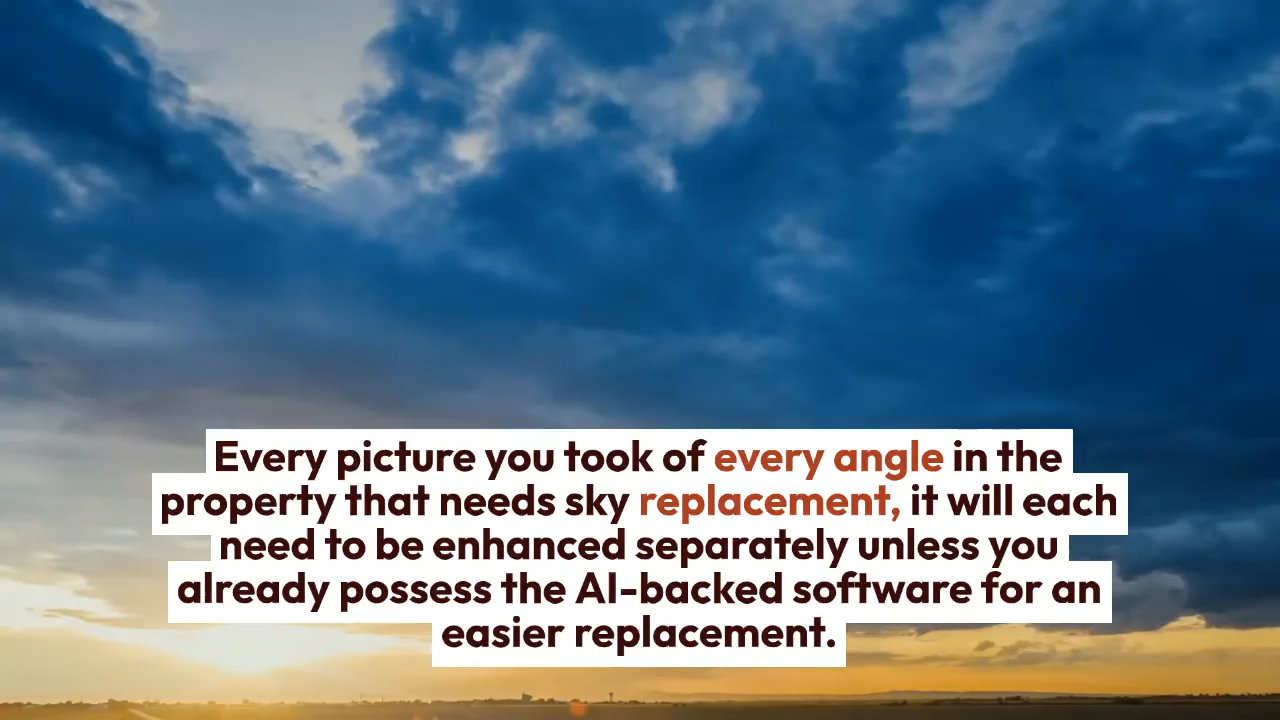 Every picture you took of every angle in the
property that needs sky replacement, it will each
need to be enhanced separately unless you
already possess the AI-backed software for an
easier replacement.